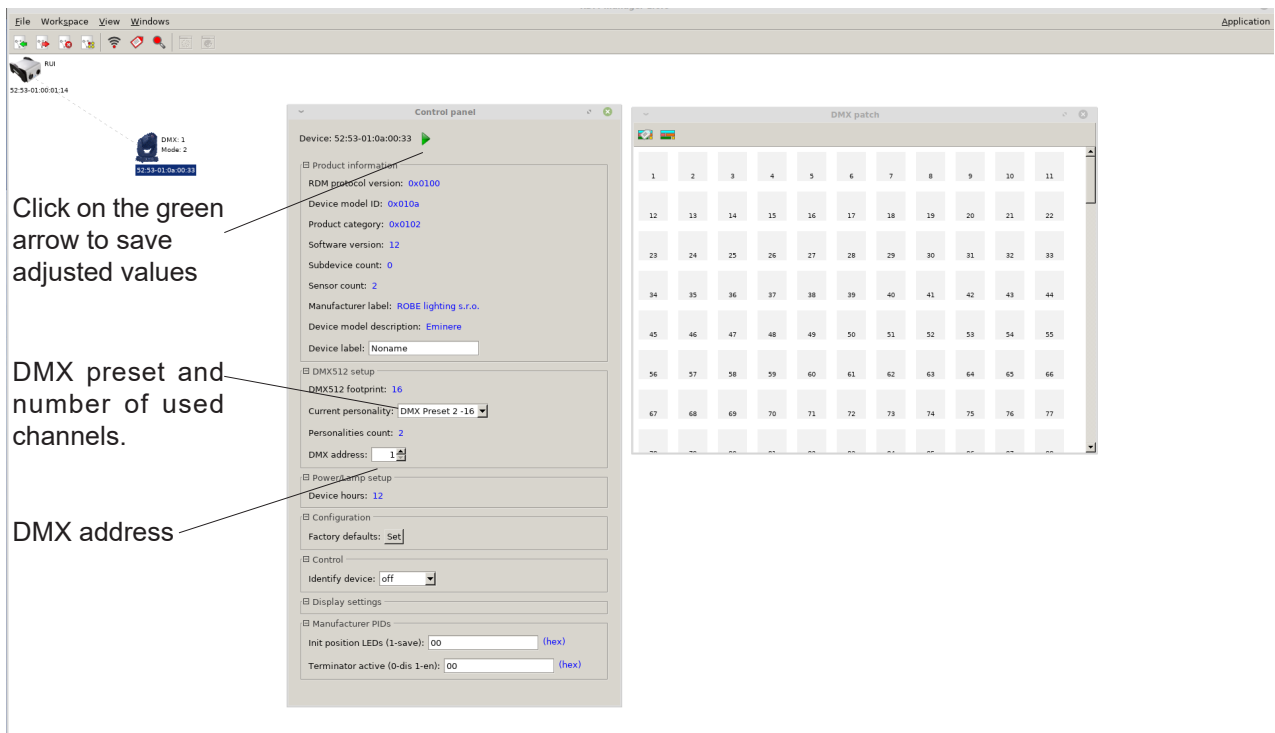 File Workspace View Windows Application
RUI
52:53-01:00:01:14
DMX: 1
Mode: 2
52:53-01:0a:00:33
Click on the green
arrow to save
adjusted values
DMX preset and
number of used
channels.
DMX address
Control panel
Device: 52:53-01:0a:00:33
Product information
RDM protocol version: 0x0100
Device model ID: 0x010a
Product category: 0x0102
Software version: 12
Subdevice count: 0
Sensor count: 2
Manufacturer label: ROBE lighting s.r.o.
Device model description: Eminere
Device label: Noname
DMX512 setup
DMX512 footprint: 16
Current personality: DMX Preset 2 -16
Personalities count: 2
DMX address: 1
Power/Lamp setup
Device hours: 12
Configuration
Factory defaults: Set
Control
Identify device: off
Display settings
Manufacturer PIDs
Init position LEDs (1-save): 00 (hex)
Terminator active (0-dis 1-en): 00 (hex)
DMX patch
1 2 3 4 5 6 7 8 9 10 11
12 13 14 15 16 17 18 19 20 21 22
23 24 25 26 27 28 29 30 31 32 33
34 35 36 37 38 39 40 41 42 43 44
45 46 47 48 49 50 51 52 53 54 55
56 57 58 59 60 61 62 63 64 65 66
67 68 69 70 71 72 73 74 75 76 77